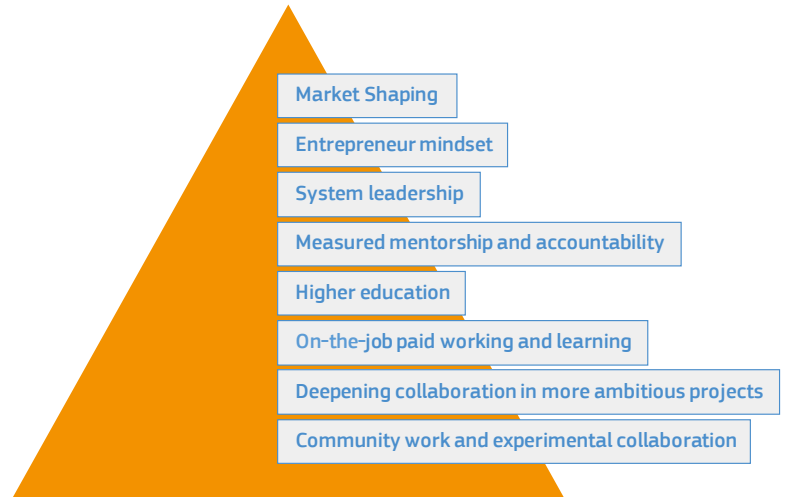 Market Shaping
Entrepreneur mindset
System leadership
Measured mentorship and accountability
Higher education
On-the-job paid working and learning
Deepening collaboration in more ambitious projects
Community work and experimental collaboration